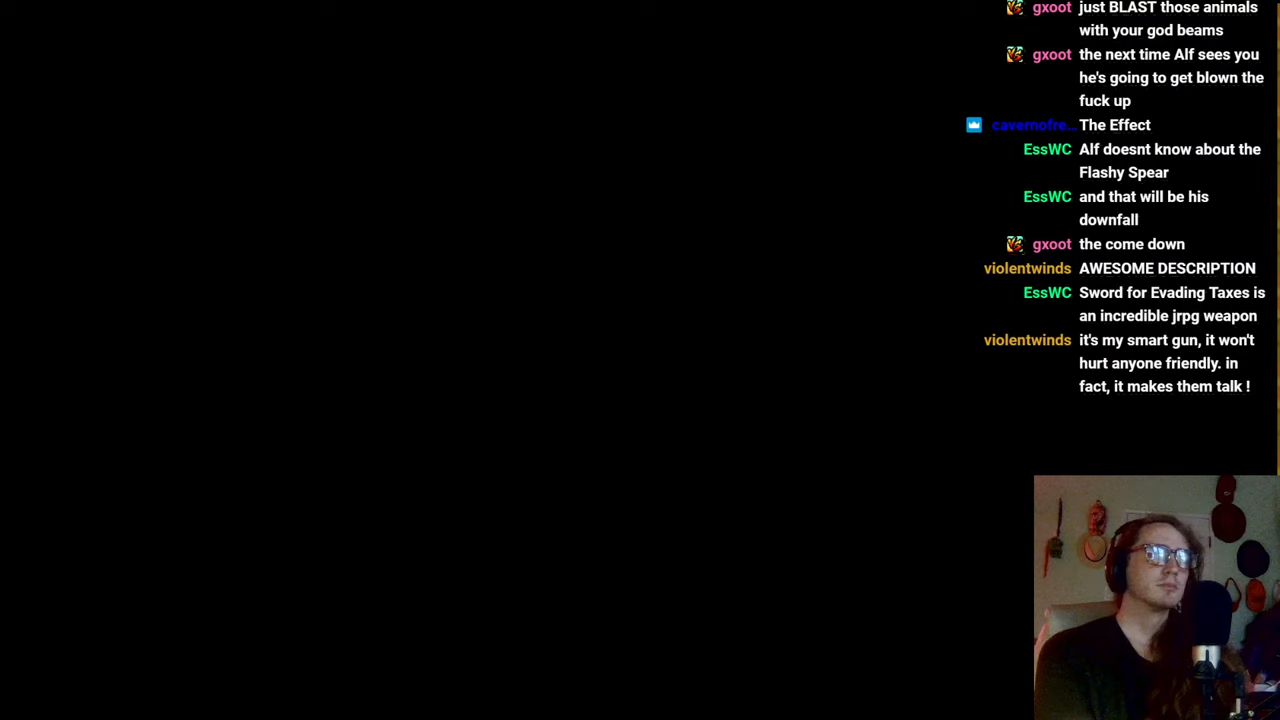 gxoot just BLAST those animals
with your god beams
gxoot the next time Alf sees you
he's going to get blown the
fuck up
cavernofre... The Effect
EssWC Alf doesnt know about the
Flashy Spear
EssWC and that will be his
downfall
gxoot the come down
violentwinds AWESOME DESCRIPTION
EssWC Sword for Evading Taxes is
an incredible jrpg weapon
violentwinds it's my smart gun, it won't
hurt anyone friendly. in
fact, it makes them talk !